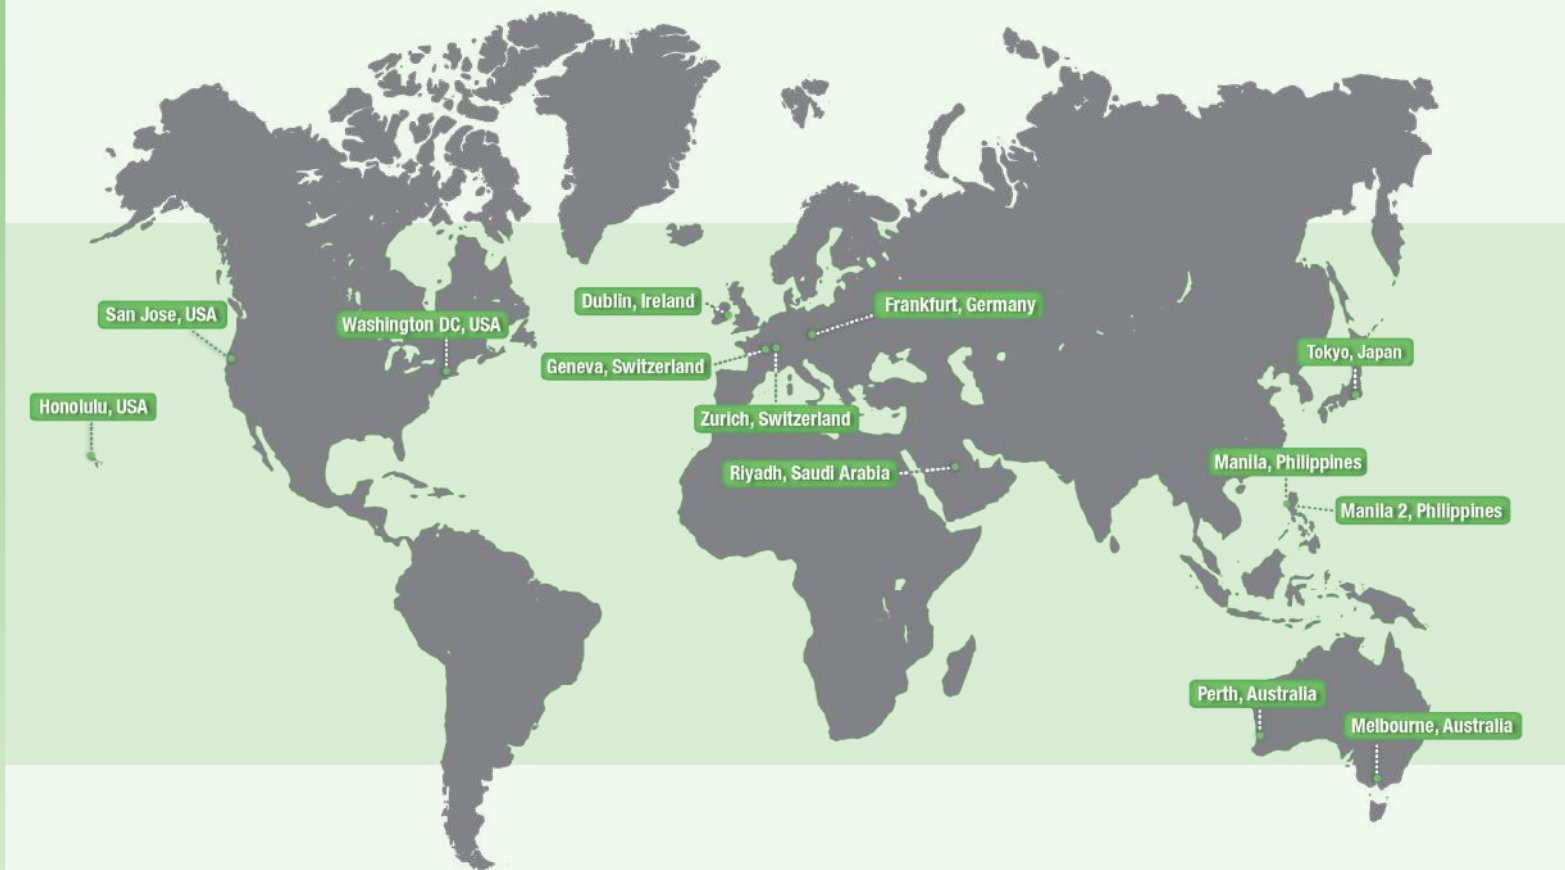 Dublin, Ireland
Frankfurt, Germany
San Jose, USA
Washington DC, USA
Tokyo, Japan
Geneva, Switzerland
Honolulu, USA
Zurich, Switzerland
Manila, Philippines
Riyadh, Saudi Arabia
Manila 2, Philippines
Perth, Australia
Melbourne, Australia